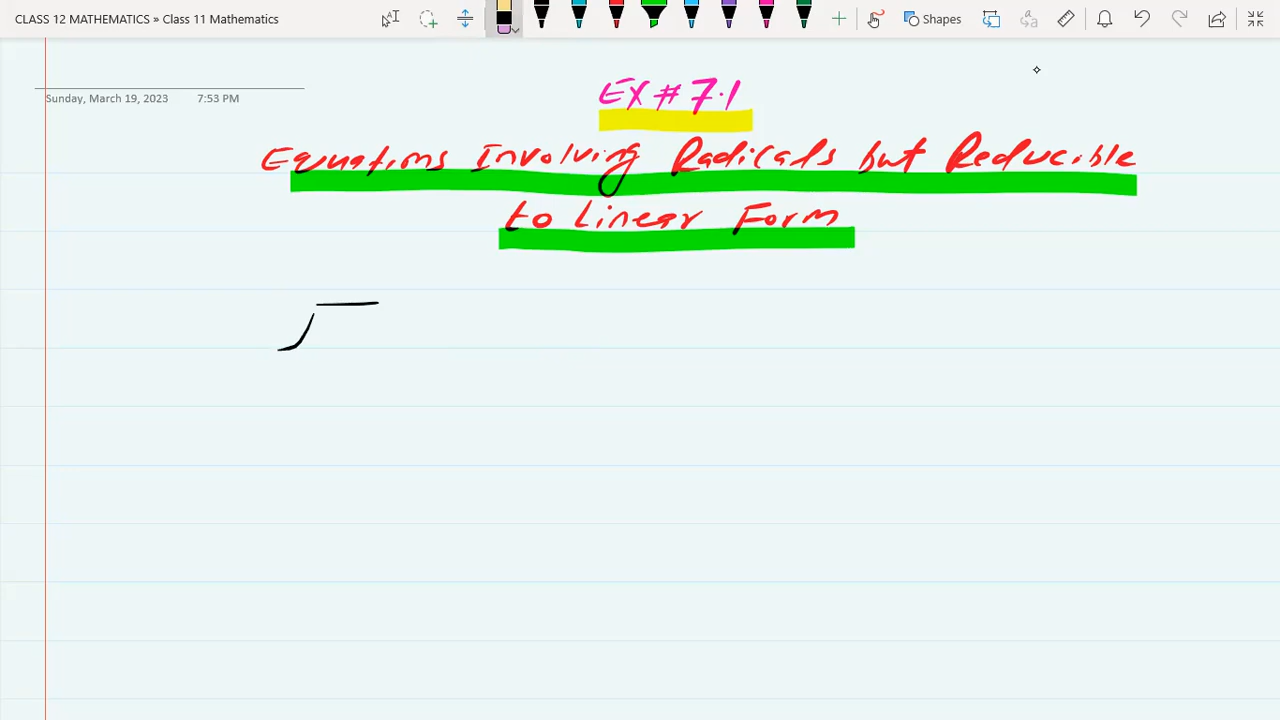 CLASS 12 MATHEMATICS » Class 11 Mathematics
Shapes
Sunday, March 19, 2023 7:53 PM
EX # 7.1
Equations Involving Radicals but Reducible
to Linear Form